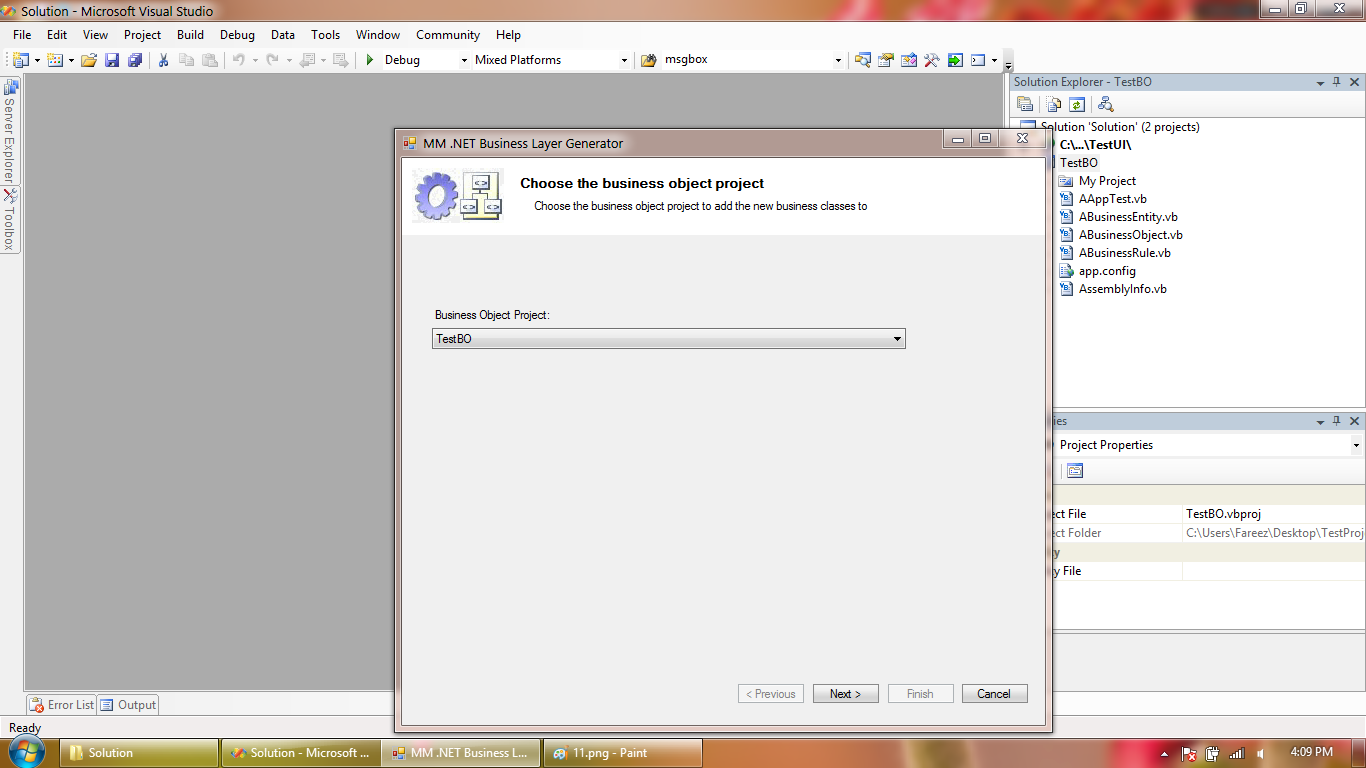 Solution - Microsoft Visual Studio
File Edit View Project Build Debug Data Tools Window Community Help
Debug Mixed Platforms msgbox
Server Explorer
Toolbox
Solution Explorer - TestBO
Solution 'Solution' (2 projects)
C:\...\TestUI\
TestBO
My Project
AAppTest.vb
ABusinessEntity.vb
ABusinessObject.vb
ABusinessRule.vb
app.config
AssemblyInfo.vb
MM .NET Business Layer Generator
Choose the business object project
Choose the business object project to add the new business classes to
Business Object Project:
TestBO
< Previous Next > Finish Cancel
ies
Project Properties
ect File TestBO.vbproj
ect Folder C:\Users\Fareez\Desktop\TestProj
y
y File
Error List Output
Ready
Solution Solution - Microsoft ... MM .NET Business L... 11.png - Paint 4:09 PM